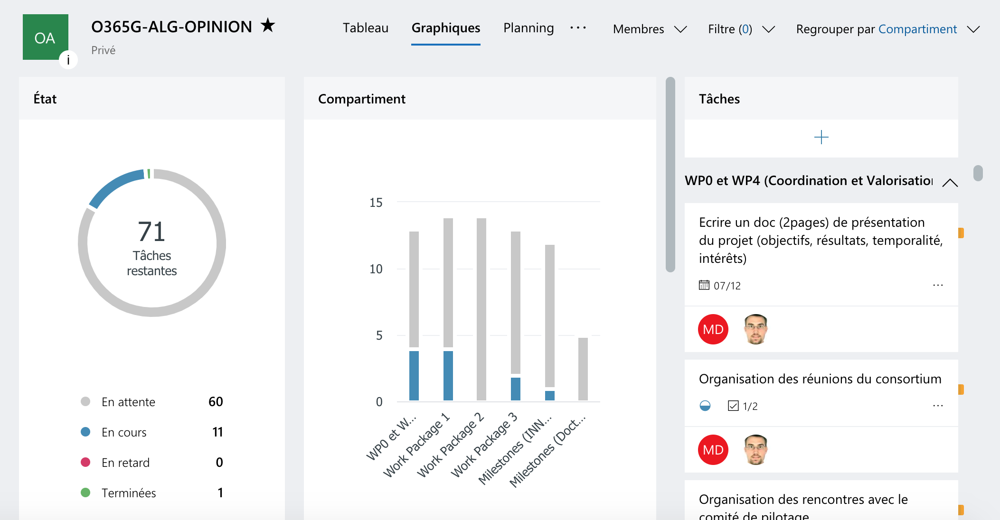 OA
i
O365G-ALG-OPINION ★
Privé
Tableau
Graphiques
Planning
···
Membres
Filtre (0)
Regrouper par Compartiment
État
71
Tâches
restantes
En attente 60
En cours 11
En retard 0
Terminées 1
Compartiment
15
10
5
0
WP0 et W...
Work Package 1
Work Package 2
Work Package 3
Milestones (INN...
Milestones (Doct...
Tâches
WP0 et WP4 (Coordination et Valorisation
Ecrire un doc (2pages) de présentation
du projet (objectifs, résultats, temporalité,
intérêts)
07/12
···
MD
Organisation des réunions du consortium
1/2
···
MD
Organisation des rencontres avec le
comité de pilotage